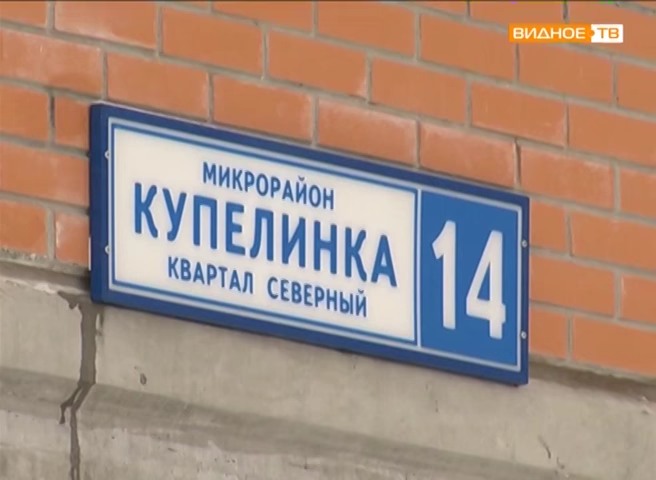 ВИДНОЕ ТВ
МИКРОРАЙОН
КУПЕЛИНКА
КВАРТАЛ СЕВЕРНЫЙ
14